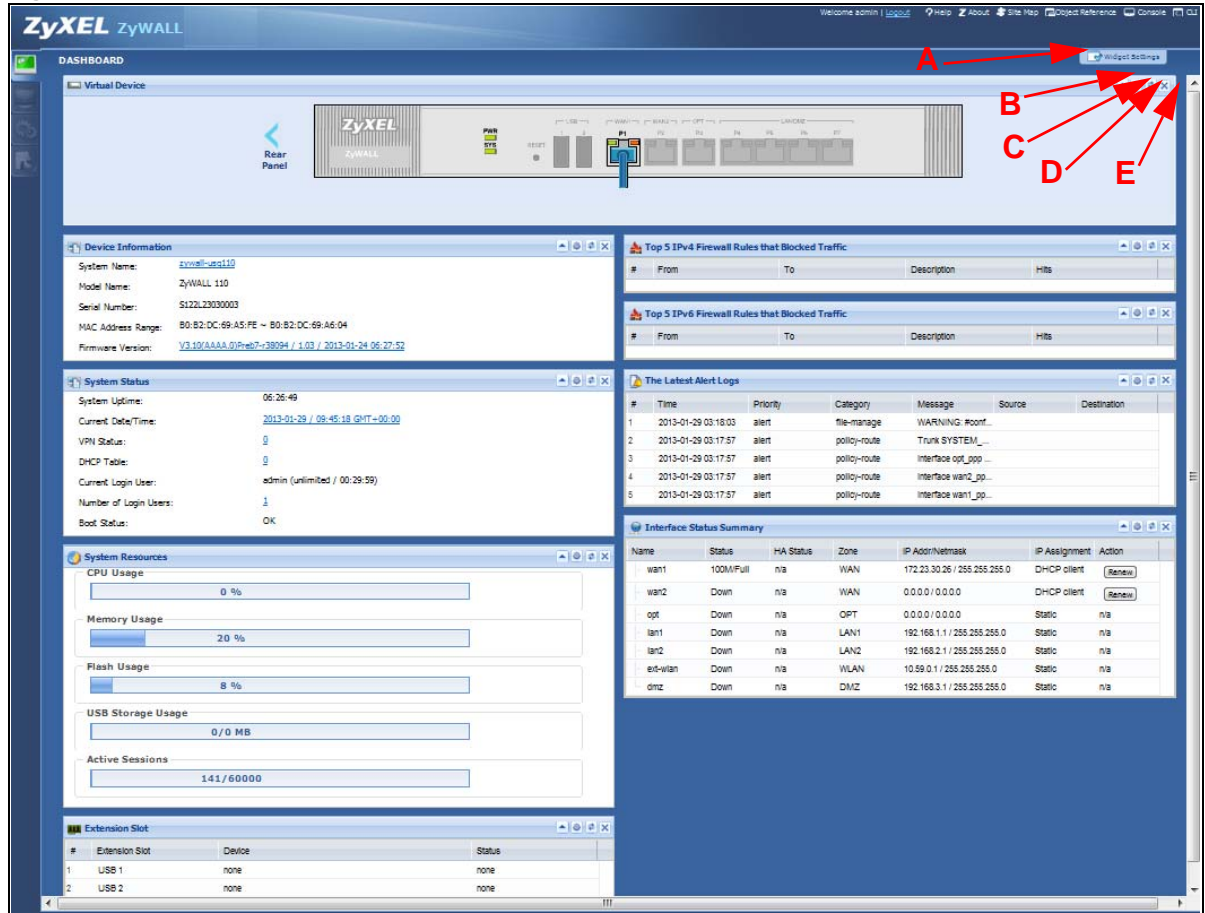 Welcome admin | Logout ?Help Z About Site Map Object Reference Console CLI
ZyXEL ZyWALL
DASHBOARD
A
Widget Settings
Virtual Device
B
C
D
E
Rear
Panel
ZyXEL
ZyWALL
PWR
SYS
RESET
USB
1 2
WAN1 WAN2 OPT LAN/DMZ
P1 P2 P3 P4 P5 P6 P7
Device Information
System Name: zywall-usg110
Model Name: ZyWALL 110
Serial Number: S122L23030003
MAC Address Range: B0:B2:DC:69:A5:FE ~ B0:B2:DC:69:A6:04
Firmware Version: V3.10(AAAA.0)Preb7-r38094 / 1.03 / 2013-01-24 06:27:52
Top 5 IPv4 Firewall Rules that Blocked Traffic
# From To Description Hits
Top 5 IPv6 Firewall Rules that Blocked Traffic
# From To Description Hits
System Status
System Uptime: 06:26:49
Current Date/Time: 2013-01-29 / 09:45:18 GMT+00:00
VPN Status: 0
DHCP Table: 0
Current Login User: admin (unlimited / 00:29:59)
Number of Login Users: 1
Boot Status: OK
The Latest Alert Logs
# Time Priority Category Message Source Destination
1 2013-01-29 03:18:03 alert file-manage WARNING: #conf...
2 2013-01-29 03:17:57 alert policy-route Trunk SYSTEM_...
3 2013-01-29 03:17:57 alert policy-route Interface opt_ppp ...
4 2013-01-29 03:17:57 alert policy-route Interface wan2_pp...
5 2013-01-29 03:17:57 alert policy-route Interface wan1_pp...
System Resources
CPU Usage
0 %
Memory Usage
20 %
Flash Usage
8 %
USB Storage Usage
0/0 MB
Active Sessions
141/60000
Interface Status Summary
Name Status HA Status Zone IP Addr/Netmask IP Assignment Action
wan1 100M/Full n/a WAN 172.23.30.26 / 255.255.255.0 DHCP client Renew
wan2 Down n/a WAN 0.0.0.0 / 0.0.0.0 DHCP client Renew
opt Down n/a OPT 0.0.0.0 / 0.0.0.0 Static n/a
lan1 Down n/a LAN1 192.168.1.1 / 255.255.255.0 Static n/a
lan2 Down n/a LAN2 192.168.2.1 / 255.255.255.0 Static n/a
ext-wlan Down n/a WLAN 10.59.0.1 / 255.255.255.0 Static n/a
dmz Down n/a DMZ 192.168.3.1 / 255.255.255.0 Static n/a
Extension Slot
# Extension Slot Device Status
1 USB 1 none none
2 USB 2 none none